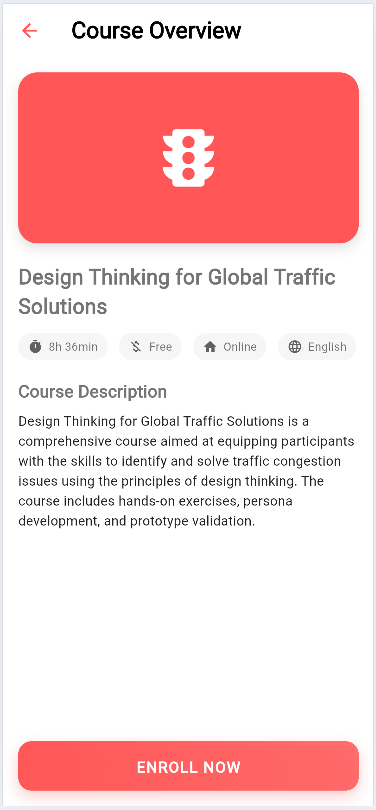 Course Overview
Design Thinking for Global Traffic
Solutions
8h 36min
Free
Online
English
Course Description
Design Thinking for Global Traffic Solutions is a
comprehensive course aimed at equipping participants
with the skills to identify and solve traffic congestion
issues using the principles of design thinking. The
course includes hands-on exercises, persona
development, and prototype validation.
ENROLL NOW